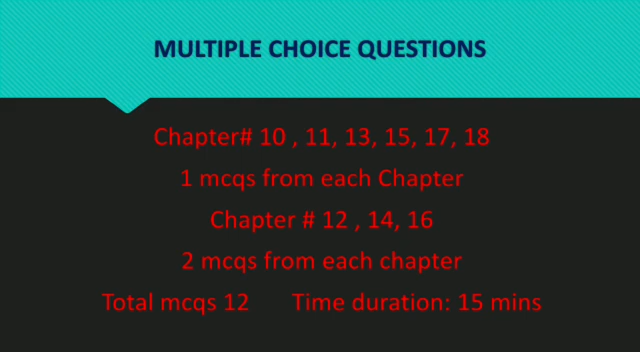 MULTIPLE CHOICE QUESTIONS
Chapter# 10 , 11, 13, 15, 17, 18
1 mcqs from each Chapter
Chapter # 12 , 14, 16
2 mcqs from each chapter
Total mcqs 12 Time duration: 15 mins